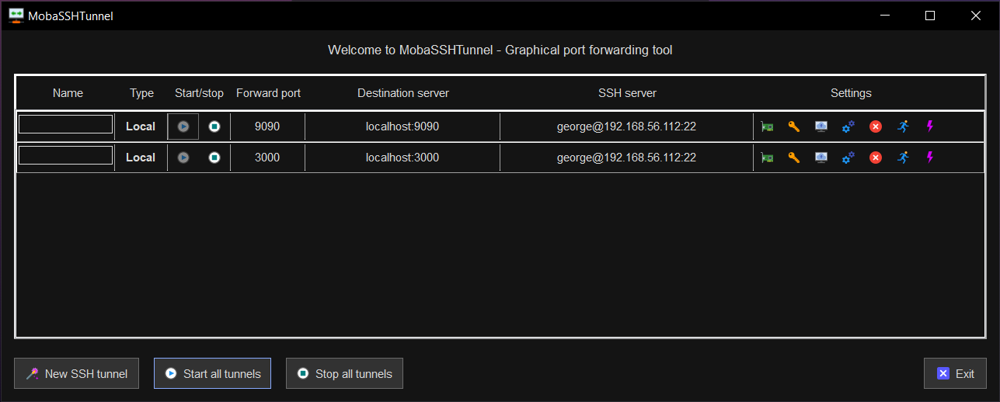 MobaSSHTunnel
Welcome to MobaSSHTunnel - Graphical port forwarding tool
Name Type Start/stop Forward port Destination server SSH server Settings
Local 9090 localhost:9090 george@192.168.56.112:22
Local 3000 localhost:3000 george@192.168.56.112:22
New SSH tunnel Start all tunnels Stop all tunnels Exit